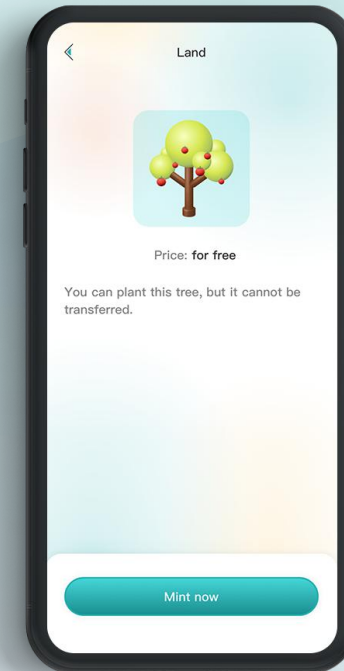 Land
Price: for free
You can plant this tree, but it cannot be
transferred.
Mint now